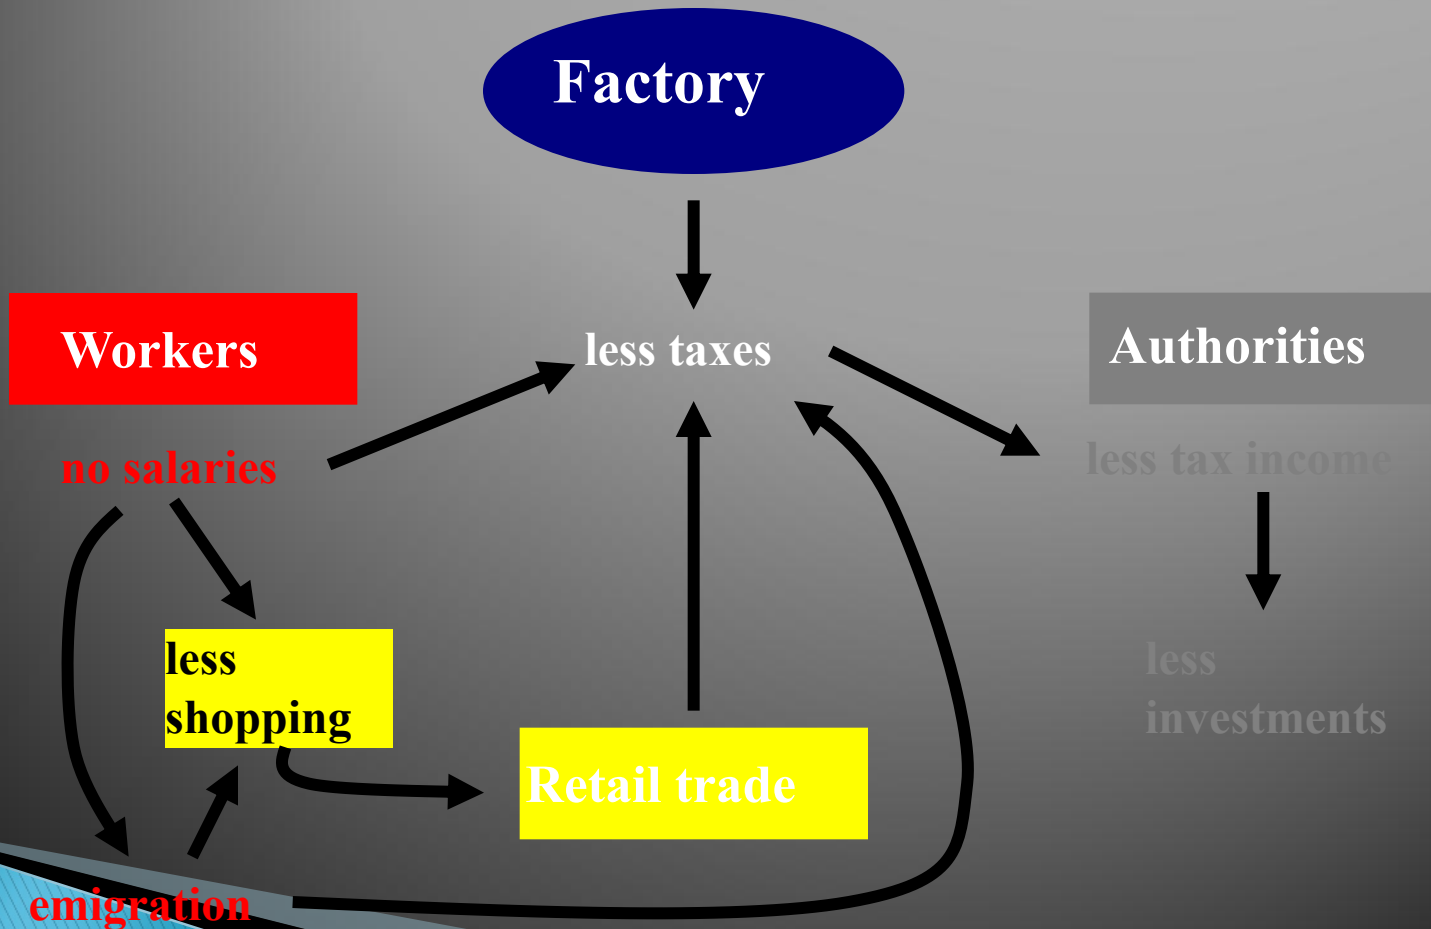 Factory
Workers
less taxes
Authorities
no salaries
less tax income
less
shopping
less
investments
Retail trade
emigration